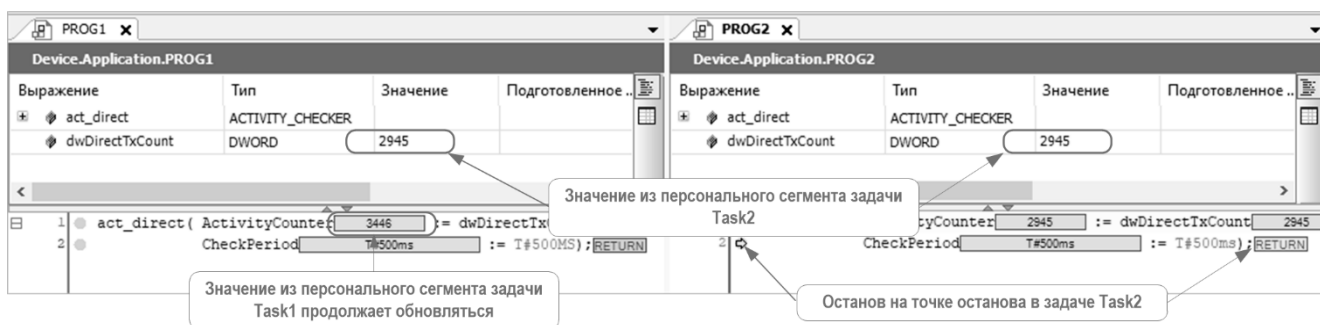 PROG1
Device.Application.PROG1
Выражение Тип Значение Подготовленное ..
act_direct ACTIVITY_CHECKER
dwDirectTxCount DWORD 2945
1 act_direct( ActivityCounter 3446 := dwDirectTx
2 CheckPeriod T#500ms := T#500MS); RETURN
PROG2
Device.Application.PROG2
Выражение Тип Значение Подготовленное ..
act_direct ACTIVITY_CHECKER
dwDirectTxCount DWORD 2945
yCounter 2945 := dwDirectTxCount 2945
2 CheckPeriod T#500ms := T#500ms); RETURN
Значение из персонального сегмента задачи
Task2
Значение из персонального сегмента задачи
Task1 продолжает обновляться
Останов на точке останова в задаче Task2